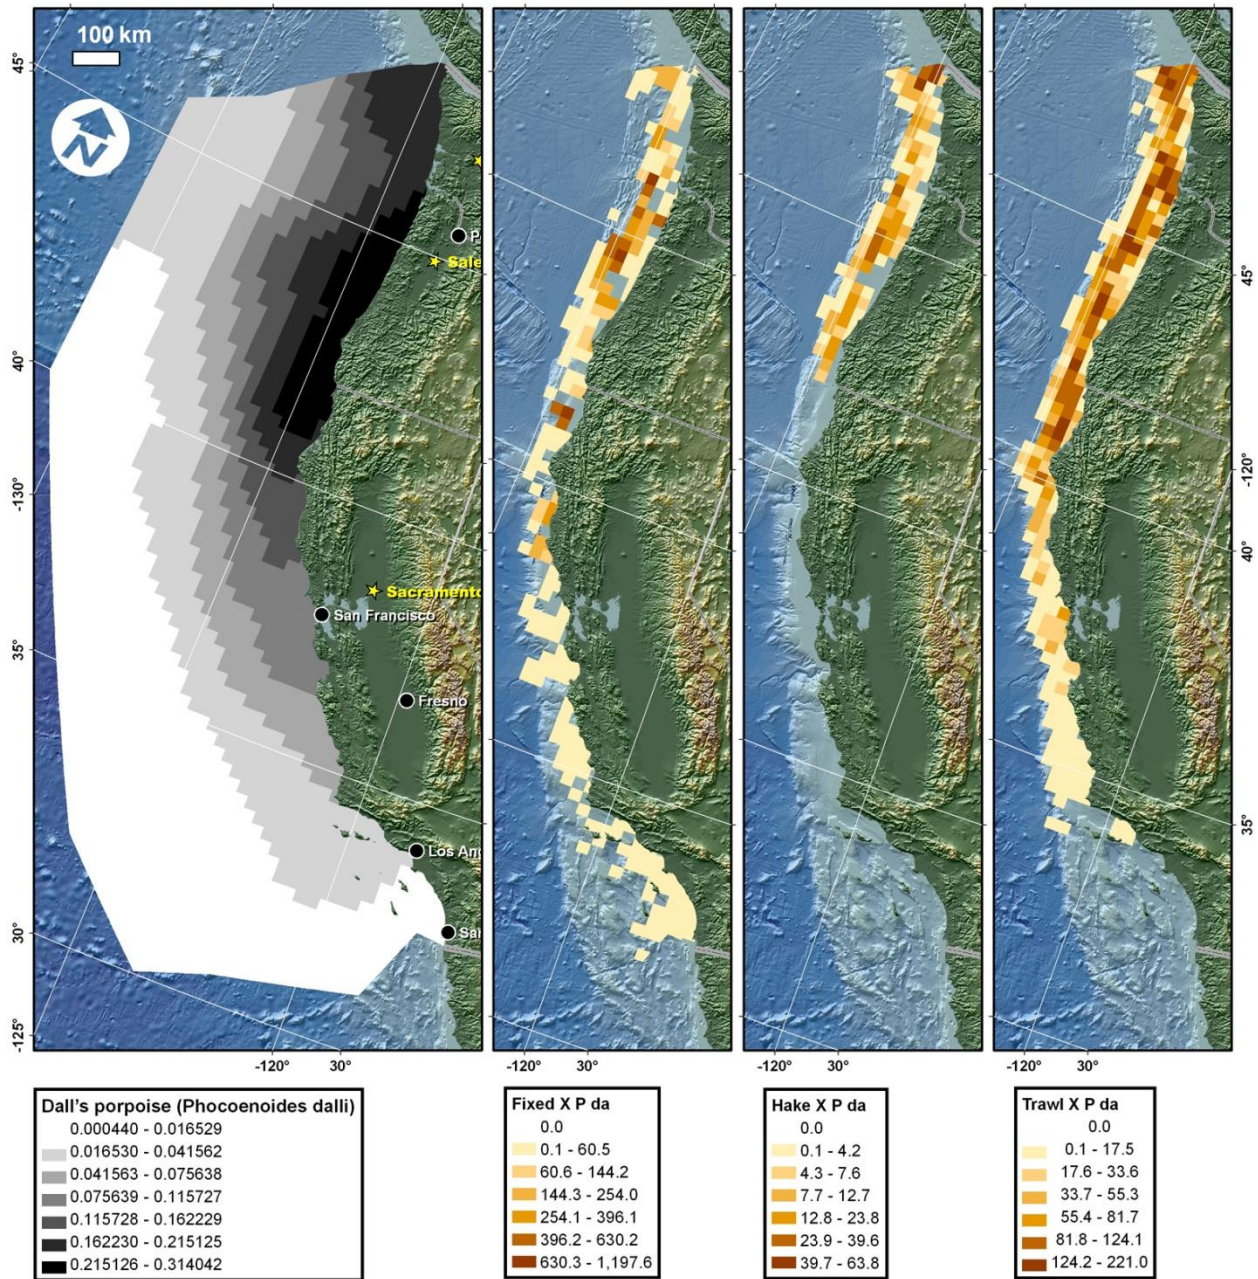 100 km
N
45°
40°
-130°
35°
30°
-125°
-120°
30°
-120°
30°
-120°
30°
-120°
30°
45°
-120°
40°
35°
P
Sale
Sacramento
San Francisco
Fresno
Los Ang
San
Dall's porpoise (Phocoenoides dalli)
0.000440 - 0.016529
0.016530 - 0.041562
0.041563 - 0.075638
0.075639 - 0.115727
0.115728 - 0.162229
0.162230 - 0.215125
0.215126 - 0.314042
Fixed X P da
0.0
0.1 - 60.5
60.6 - 144.2
144.3 - 254.0
254.1 - 396.1
396.2 - 630.2
630.3 - 1,197.6
Hake X P da
0.0
0.1 - 4.2
4.3 - 7.6
7.7 - 12.7
12.8 - 23.8
23.9 - 39.6
39.7 - 63.8
Trawl X P da
0.0
0.1 - 17.5
17.6 - 33.6
33.7 - 55.3
55.4 - 81.7
81.8 - 124.1
124.2 - 221.0